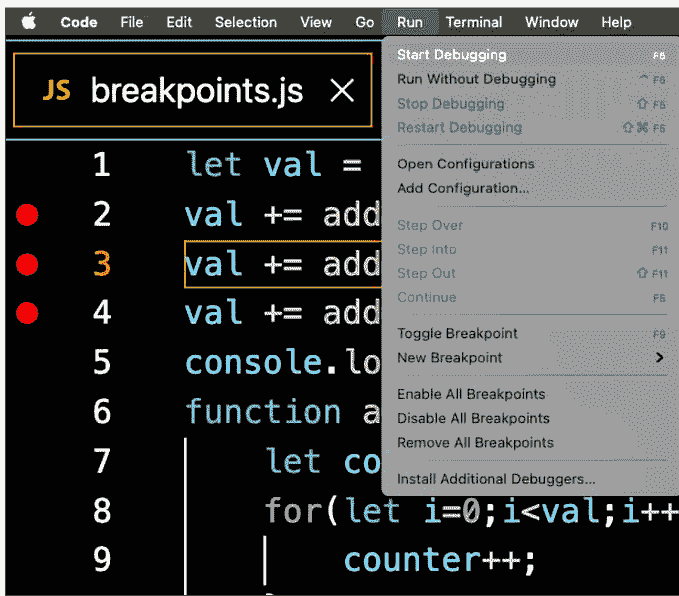 Code File Edit Selection View Go Run Terminal Window Help
JS breakpoints.js ×
Start Debugging F5
Run Without Debugging ^ F5
Stop Debugging ⇧ F5
Restart Debugging ⇧ ⌘ F5
Open Configurations
Add Configuration...
Step Over F10
Step Into F11
Step Out ⇧ F11
Continue F5
Toggle Breakpoint F9
New Breakpoint >
Enable All Breakpoints
Disable All Breakpoints
Remove All Breakpoints
Install Additional Debuggers...
1 let val =
2 val += add
3 val += add
4 val += add
5 console.lo
6 function a
7 let co
8 for(let i=0;i<val;i++
9 counter++;